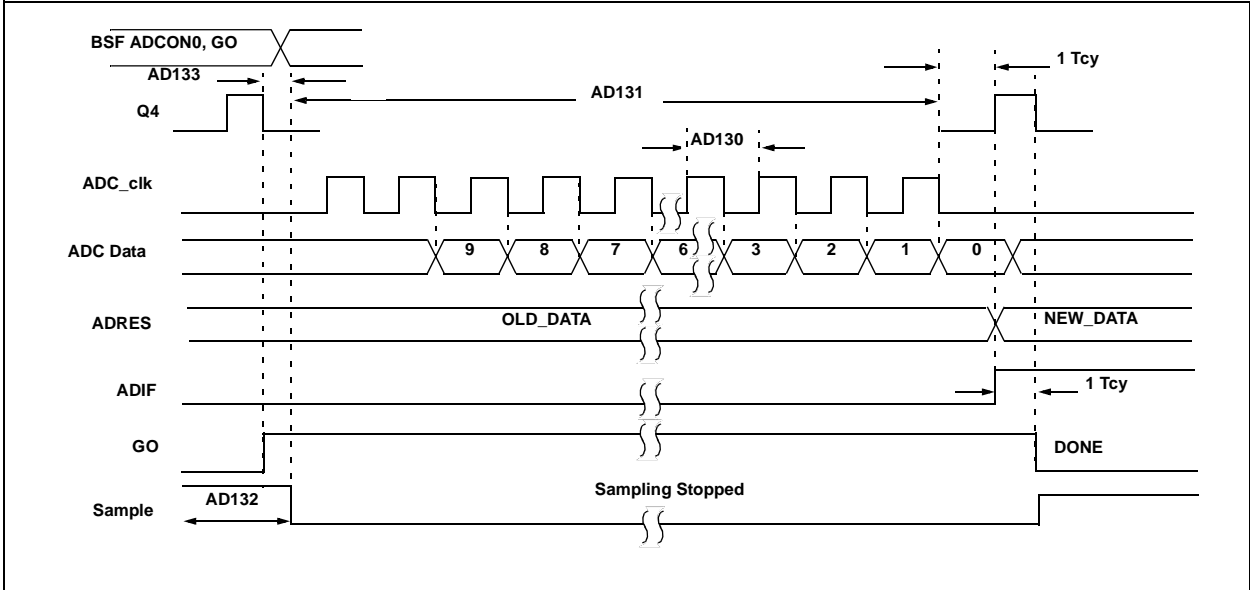 BSF ADCON0, GO
1 Tcy
AD133
AD131
Q4
AD130
ADC_clk
ADC Data
9 8 7 6 3 2 1 0
ADRES
OLD_DATA
NEW_DATA
ADIF
1 Tcy
GO
DONE
AD132
Sampling Stopped
Sample